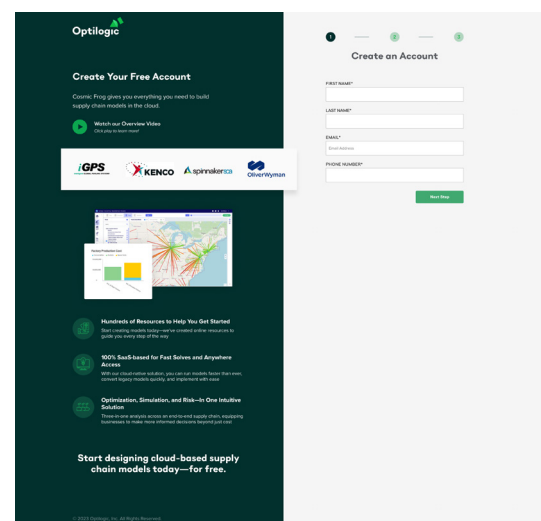 Optilogic
Create Your Free Account
Cosmic Frog gives you everything you need to build
supply chain models in the cloud.
Watch our Overview Video
Click play to learn more!
iGPS
KENCO
spinnakersca
OliverWyman
Hundreds of Resources to Help You Get Started
Start creating models today—we've created online resources to
guide you every step of the way
100% SaaS-based for Fast Solves and Anywhere
Access
With our cloud-native solution, you can run models faster than ever,
convert legacy models quickly, and implement with ease
Optimization, Simulation, and Risk—In One Intuitive
Solution
Three-in-one analysis across an end-to-end supply chain, equipping
businesses to make more informed decisions beyond just cost
Start designing cloud-based supply
chain models today—for free.
© 2023 Optilogic, Inc. All Rights Reserved
1
2
3
Create an Account
FIRST NAME*
LAST NAME*
EMAIL*
Email Address
PHONE NUMBER*
Next Step